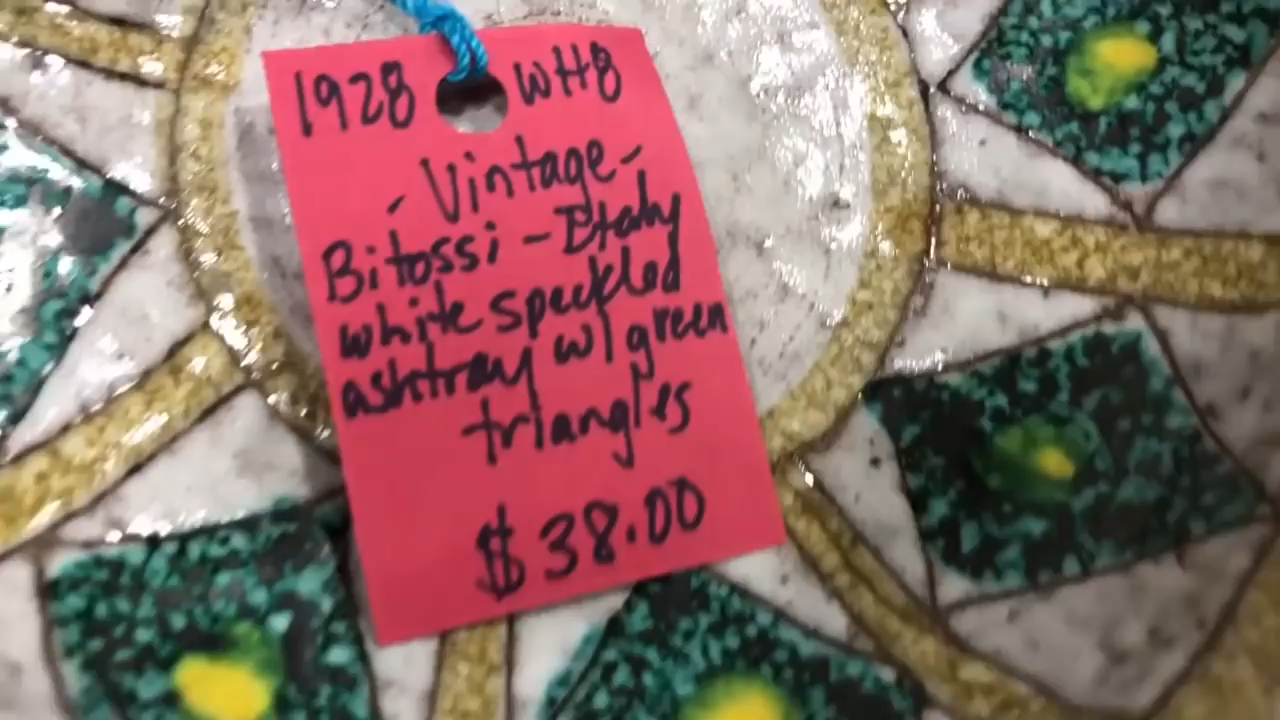 1928 WH8
- Vintage -
Bitossi - Italy
white speckled
ashtray w/ green
triangles
$38.00